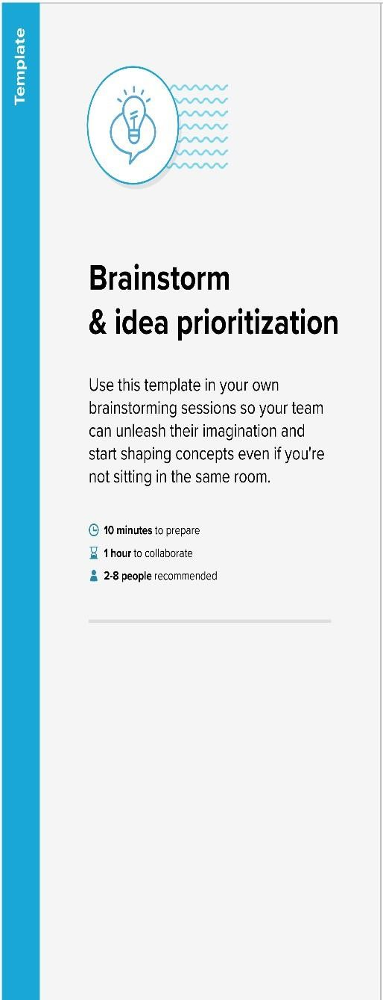 Template
Brainstorm
& idea prioritization
Use this template in your own
brainstorming sessions so your team
can unleash their imagination and
start shaping concepts even if you're
not sitting in the same room.
10 minutes to prepare
1 hour to collaborate
2-8 people recommended